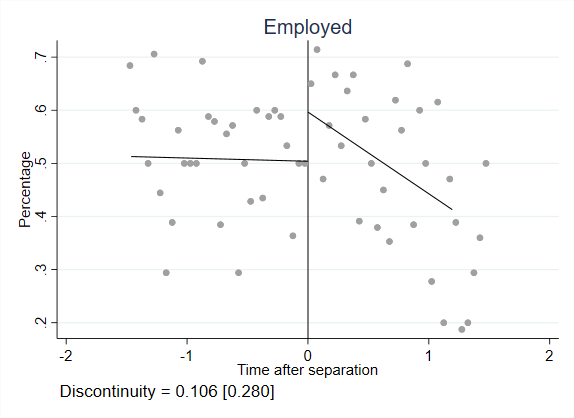 Employed
Percentage
.7
.6
.5
.4
.3
.2
-2 -1 0 1 2
Time after separation
Discontinuity = 0.106 [0.280]